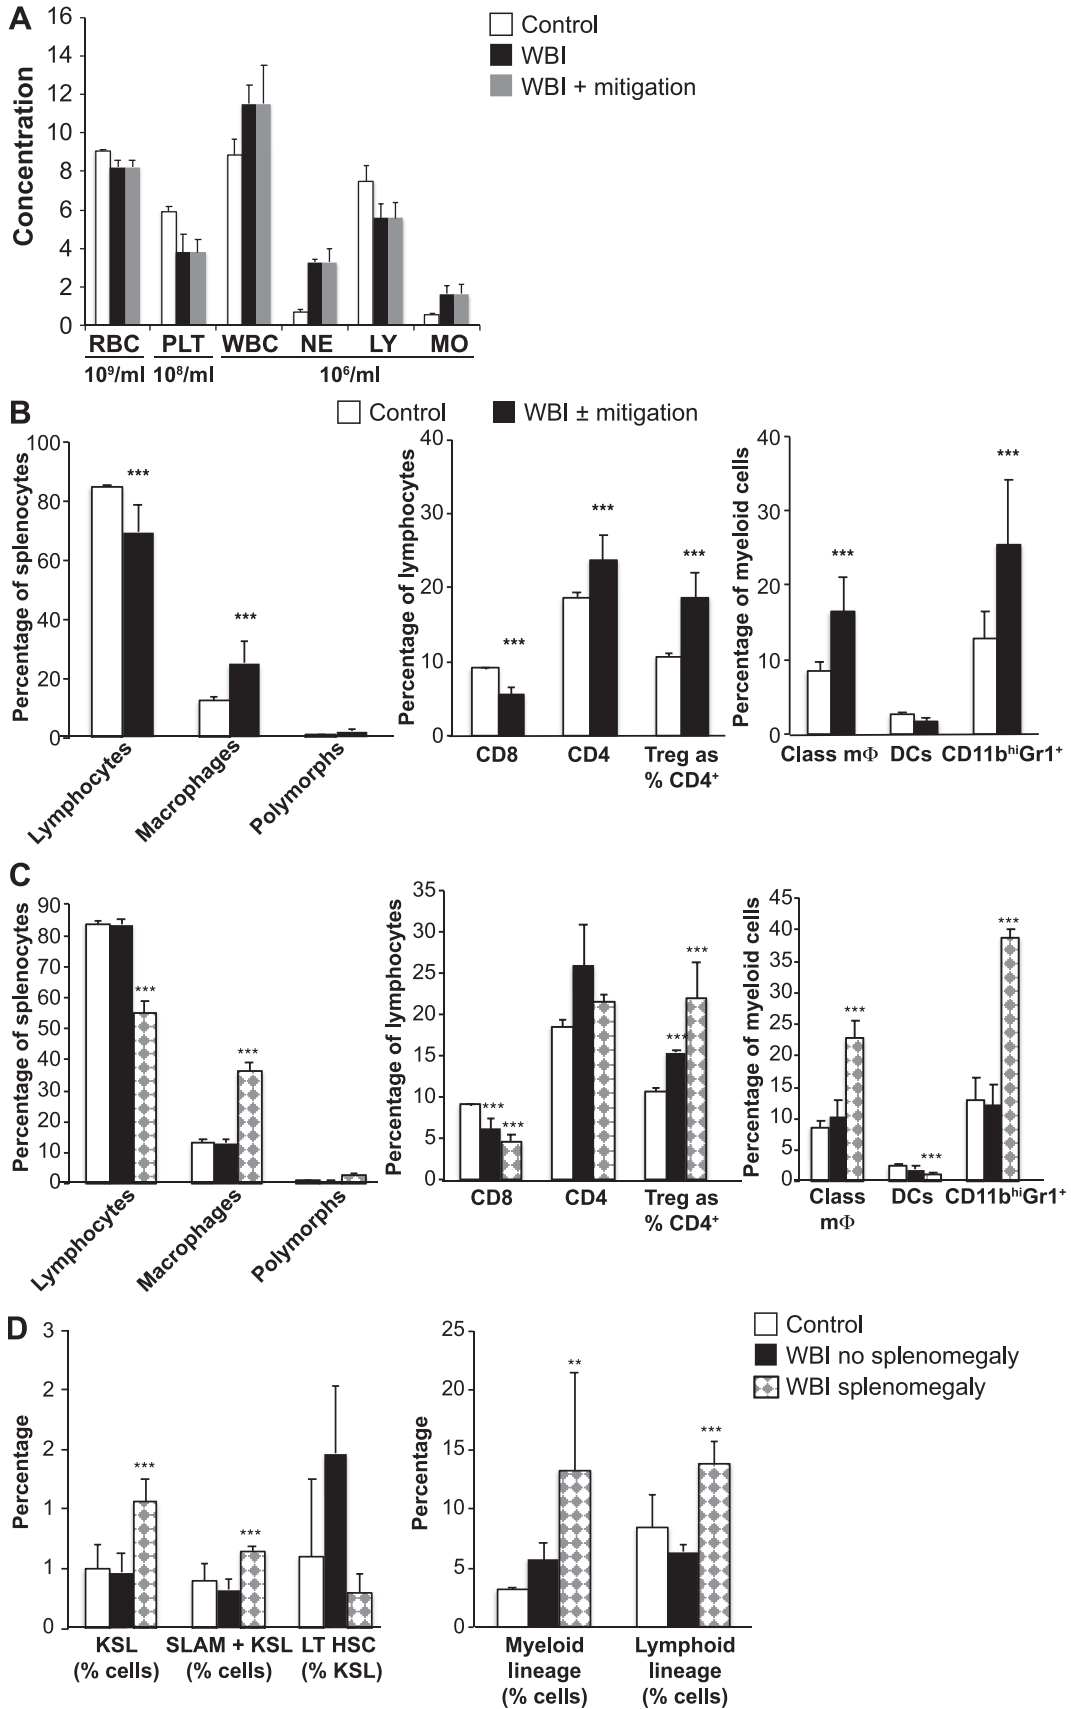 A
16
14
12
10
8
6
4
2
0
Concentration
Control
WBI
WBI + mitigation
RBC PLT WBC NE LY MO
10⁹/ml 10⁸/ml 10⁶/ml
B
Control
WBI ± mitigation
Percentage of splenocytes
100
80
60
40
20
0
***
***
Lymphocytes
Macrophages
Polymorphs
Percentage of lymphocytes
40
30
20
10
0
***
***
***
CD8 CD4 Treg as
% CD4⁺
Percentage of myeloid cells
40
30
20
10
0
***
***
Class mΦ DCs CD11bʰⁱGr1⁺
C
Percentage of splenocytes
90
80
70
60
50
40
30
20
10
0
***
***
Lymphocytes
Macrophages
Polymorphs
Percentage of lymphocytes
35
30
25
20
15
10
5
0
***
***
***
***
CD8 CD4 Treg as
% CD4⁺
Percentage of myeloid cells
45
40
35
30
25
20
15
10
5
0
***
***
***
Class DCs CD11bʰⁱGr1⁺
mΦ
D
Percentage
3
2
2
1
1
0
***
***
KSL SLAM + KSL LT HSC
(% cells) (% cells) (% KSL)
Percentage
25
20
15
10
5
0
**
***
Myeloid Lymphoid
lineage lineage
(% cells) (% cells)
Control
WBI no splenomegaly
WBI splenomegaly